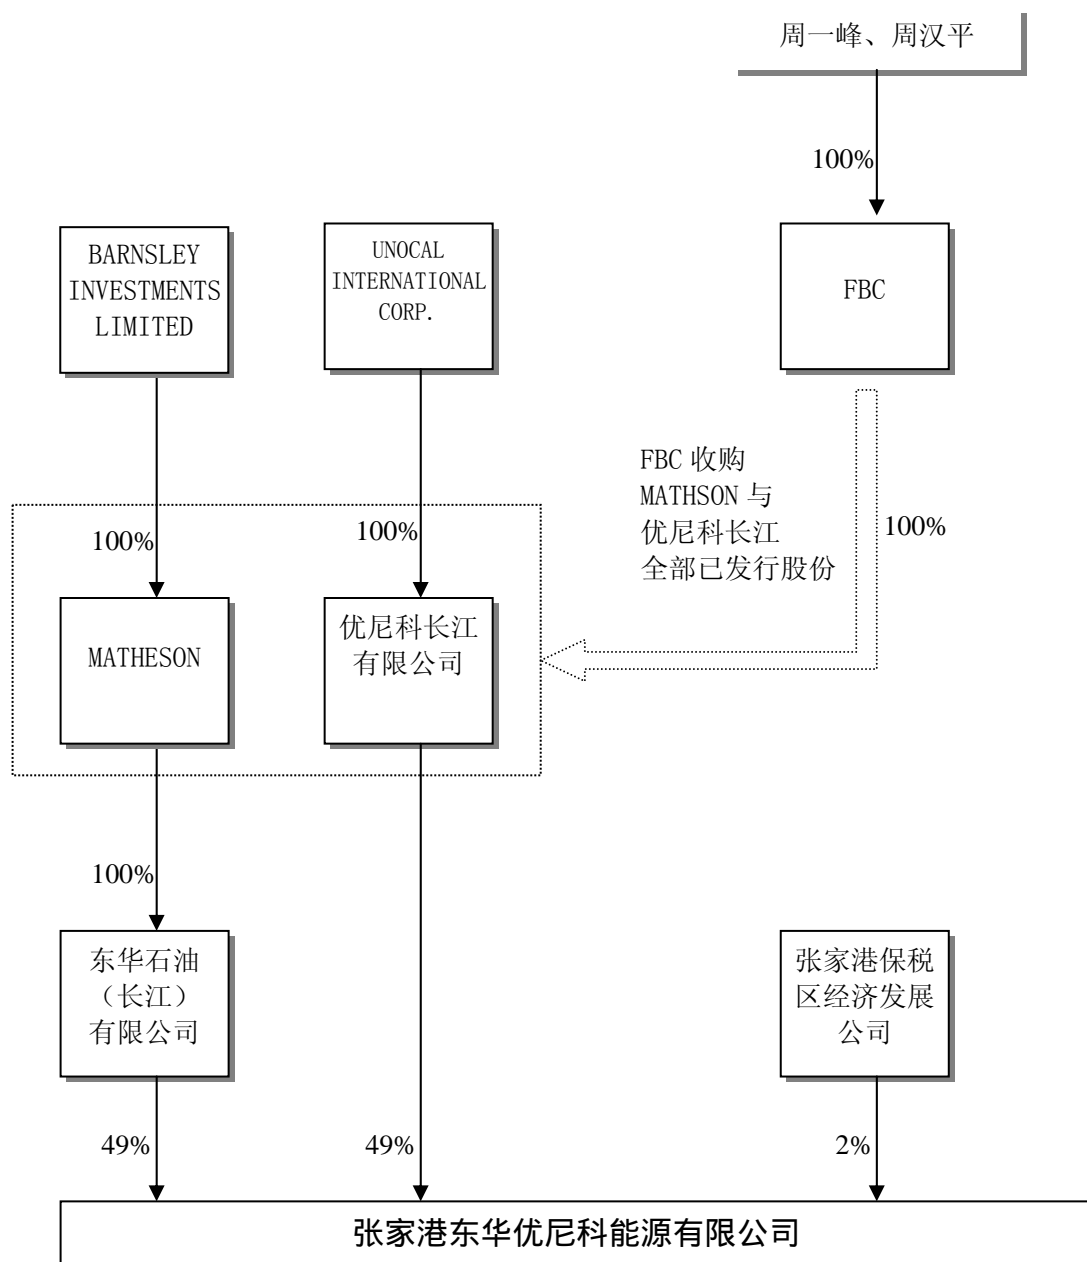 周一峰、周汉平
100%
BARNSLEY
INVESTMENTS
LIMITED
UNOCAL
INTERNATIONAL
CORP.
FBC
FBC 收购
MATHSON 与
优尼科长江
全部已发行股份
100%
100%
100%
MATHESON
优尼科长江
有限公司
100%
东华石油
（长江）
有限公司
张家港保税
区经济发展
公司
49%
49%
2%
张家港东华优尼科能源有限公司